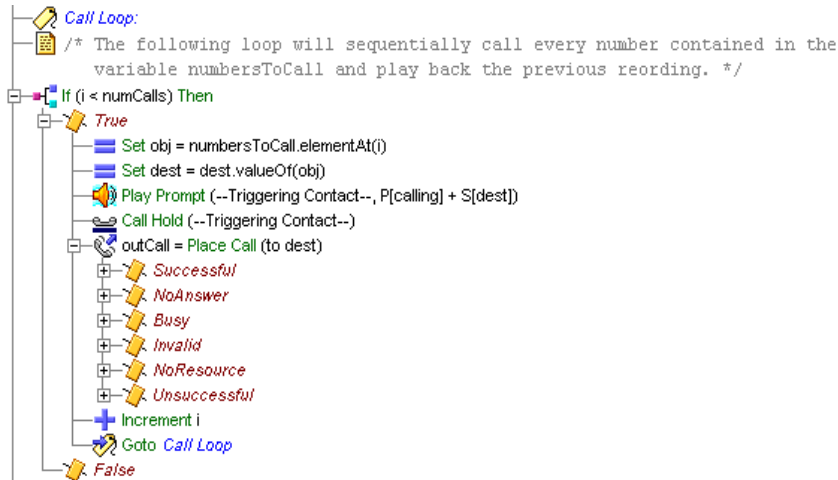 Call Loop:
/* The following loop will sequentially call every number contained in the
variable numbersToCall and play back the previous reording. */
If (i < numCalls) Then
True
Set obj = numbersToCall.elementAt(i)
Set dest = dest.valueOf(obj)
Play Prompt (--Triggering Contact--, P[calling] + S[dest])
Call Hold (--Triggering Contact--)
outCall = Place Call (to dest)
Successful
NoAnswer
Busy
Invalid
NoResource
Unsuccessful
Increment i
Goto Call Loop
False